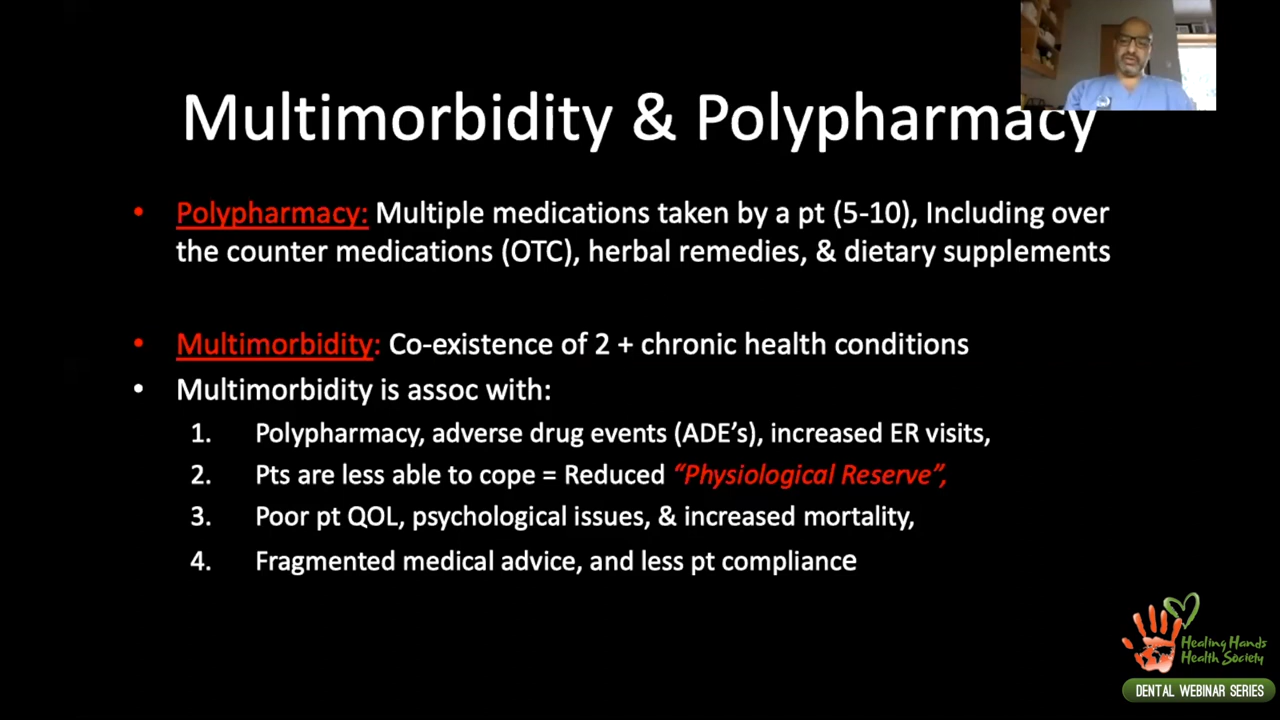 Multimorbidity & Polypharmacy
• Polypharmacy: Multiple medications taken by a pt (5-10), Including over
the counter medications (OTC), herbal remedies, & dietary supplements
• Multimorbidity: Co-existence of 2 + chronic health conditions
• Multimorbidity is assoc with:
1. Polypharmacy, adverse drug events (ADE’s), increased ER visits,
2. Pts are less able to cope = Reduced “Physiological Reserve”,
3. Poor pt QOL, psychological issues, & increased mortality,
4. Fragmented medical advice, and less pt compliance
Healing Hands
Health Society
DENTAL WEBINAR SERIES